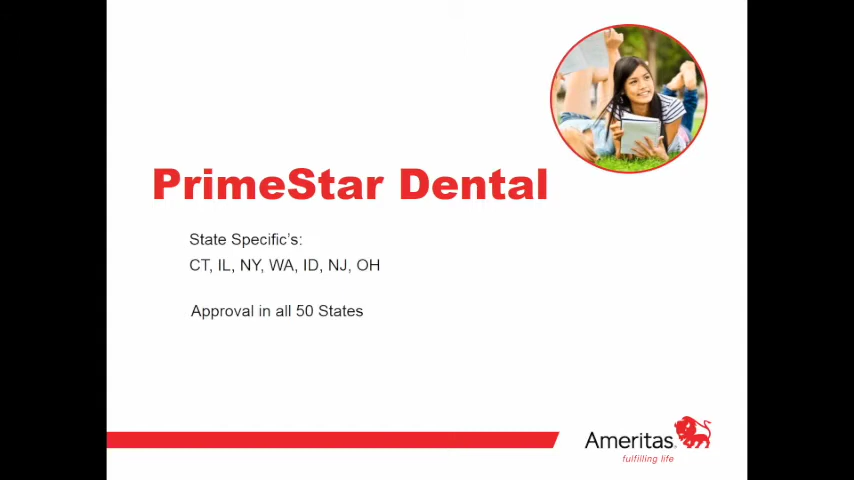 PrimeStar Dental
State Specific's:
CT, IL, NY, WA, ID, NJ, OH
Approval in all 50 States
Ameritas
fulfilling life